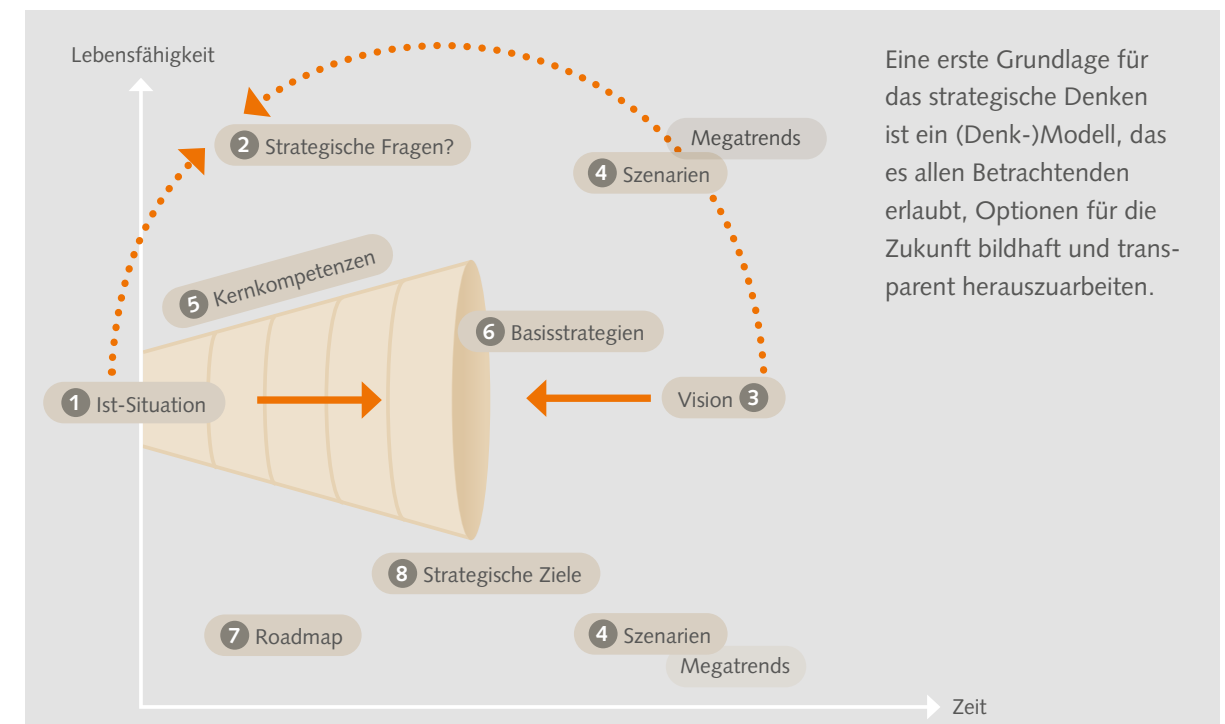 Lebensfähigkeit
2 Strategische Fragen?
Megatrends
4 Szenarien
5 Kernkompetenzen
6 Basisstrategien
1 Ist-Situation
Vision 3
8 Strategische Ziele
7 Roadmap
4 Szenarien
Megatrends
Zeit
Eine erste Grundlage für
das strategische Denken
ist ein (Denk-)Modell, das
es allen Betrachtenden
erlaubt, Optionen für die
Zukunft bildhaft und trans-
parent herauszuarbeiten.